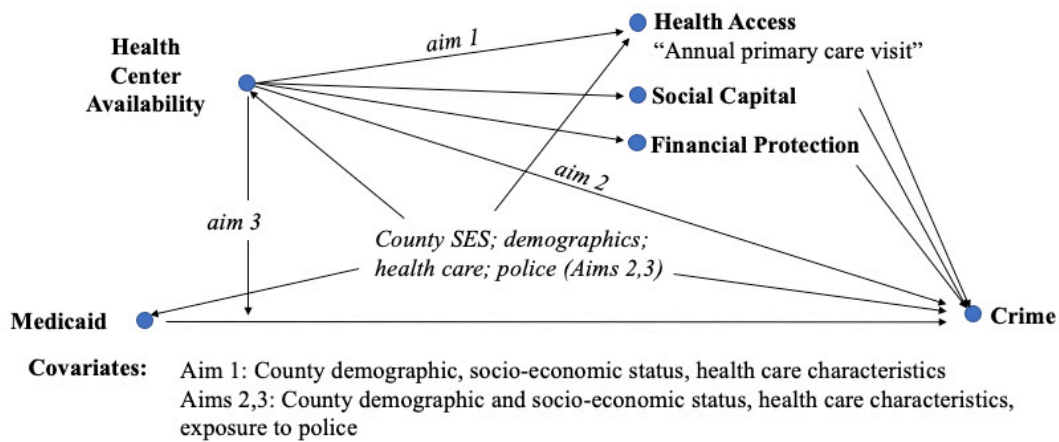 Health
Center
Availability
aim 1
Health Access
“Annual primary care visit”
Social Capital
Financial Protection
aim 2
aim 3
County SES; demographics;
health care; police (Aims 2,3)
Medicaid
Crime
Covariates: Aim 1: County demographic, socio-economic status, health care characteristics
Aims 2,3: County demographic and socio-economic status, health care characteristics,
exposure to police